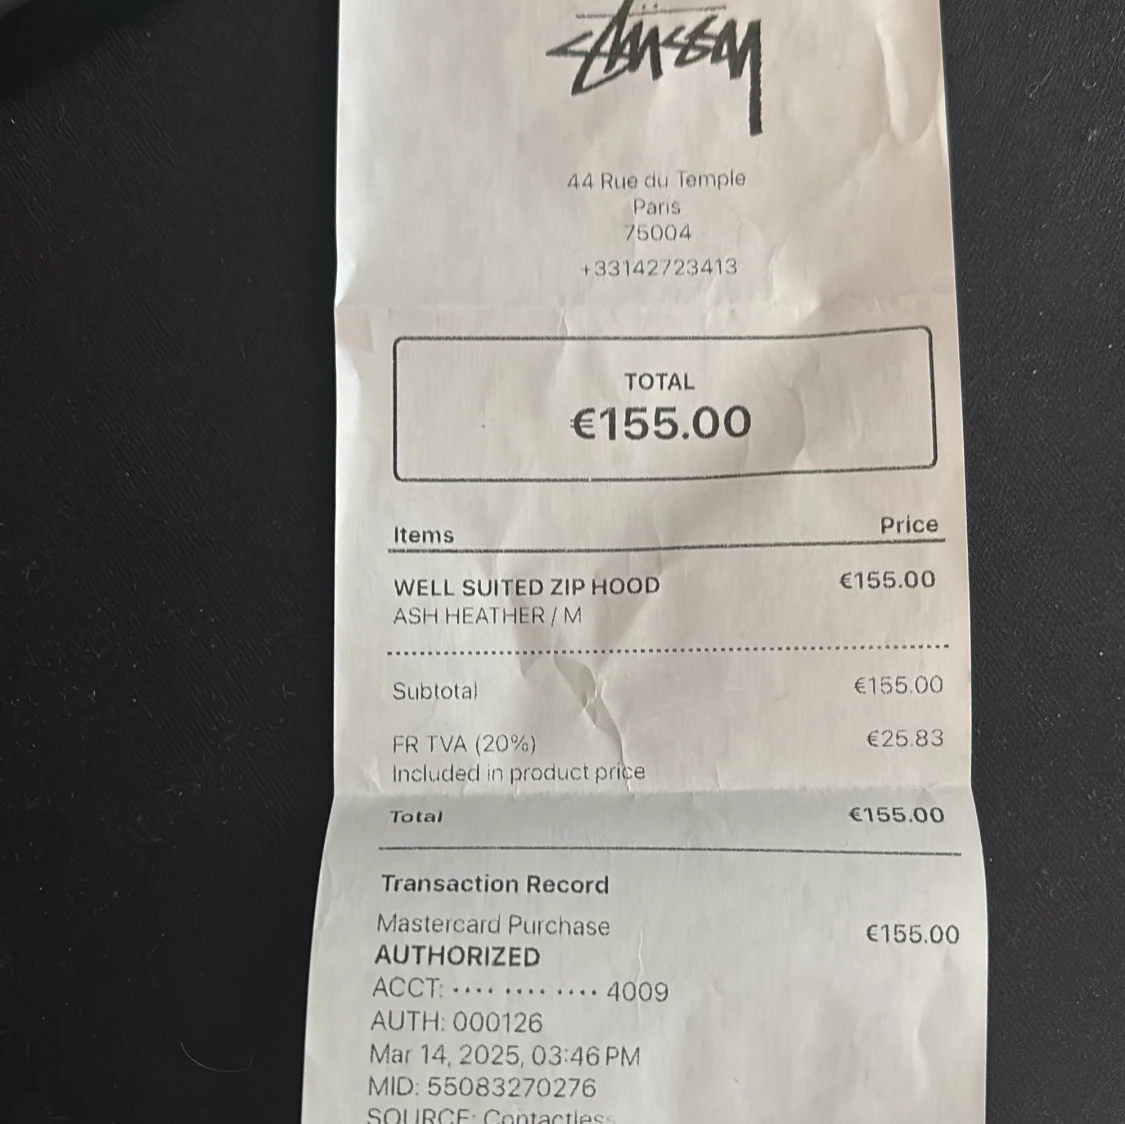 Stüssy
44 Rue du Temple
Paris
75004
+33142723413
TOTAL
€155.00
Items Price
WELL SUITED ZIP HOOD €155.00
ASH HEATHER / M
Subtotal €155.00
FR TVA (20%) €25.83
Included in product price
Total €155.00
Transaction Record
Mastercard Purchase €155.00
AUTHORIZED
ACCT: •••• •••• •••• 4009
AUTH: 000126
Mar 14, 2025, 03:46 PM
MID: 55083270276
SOURCE: Contactless